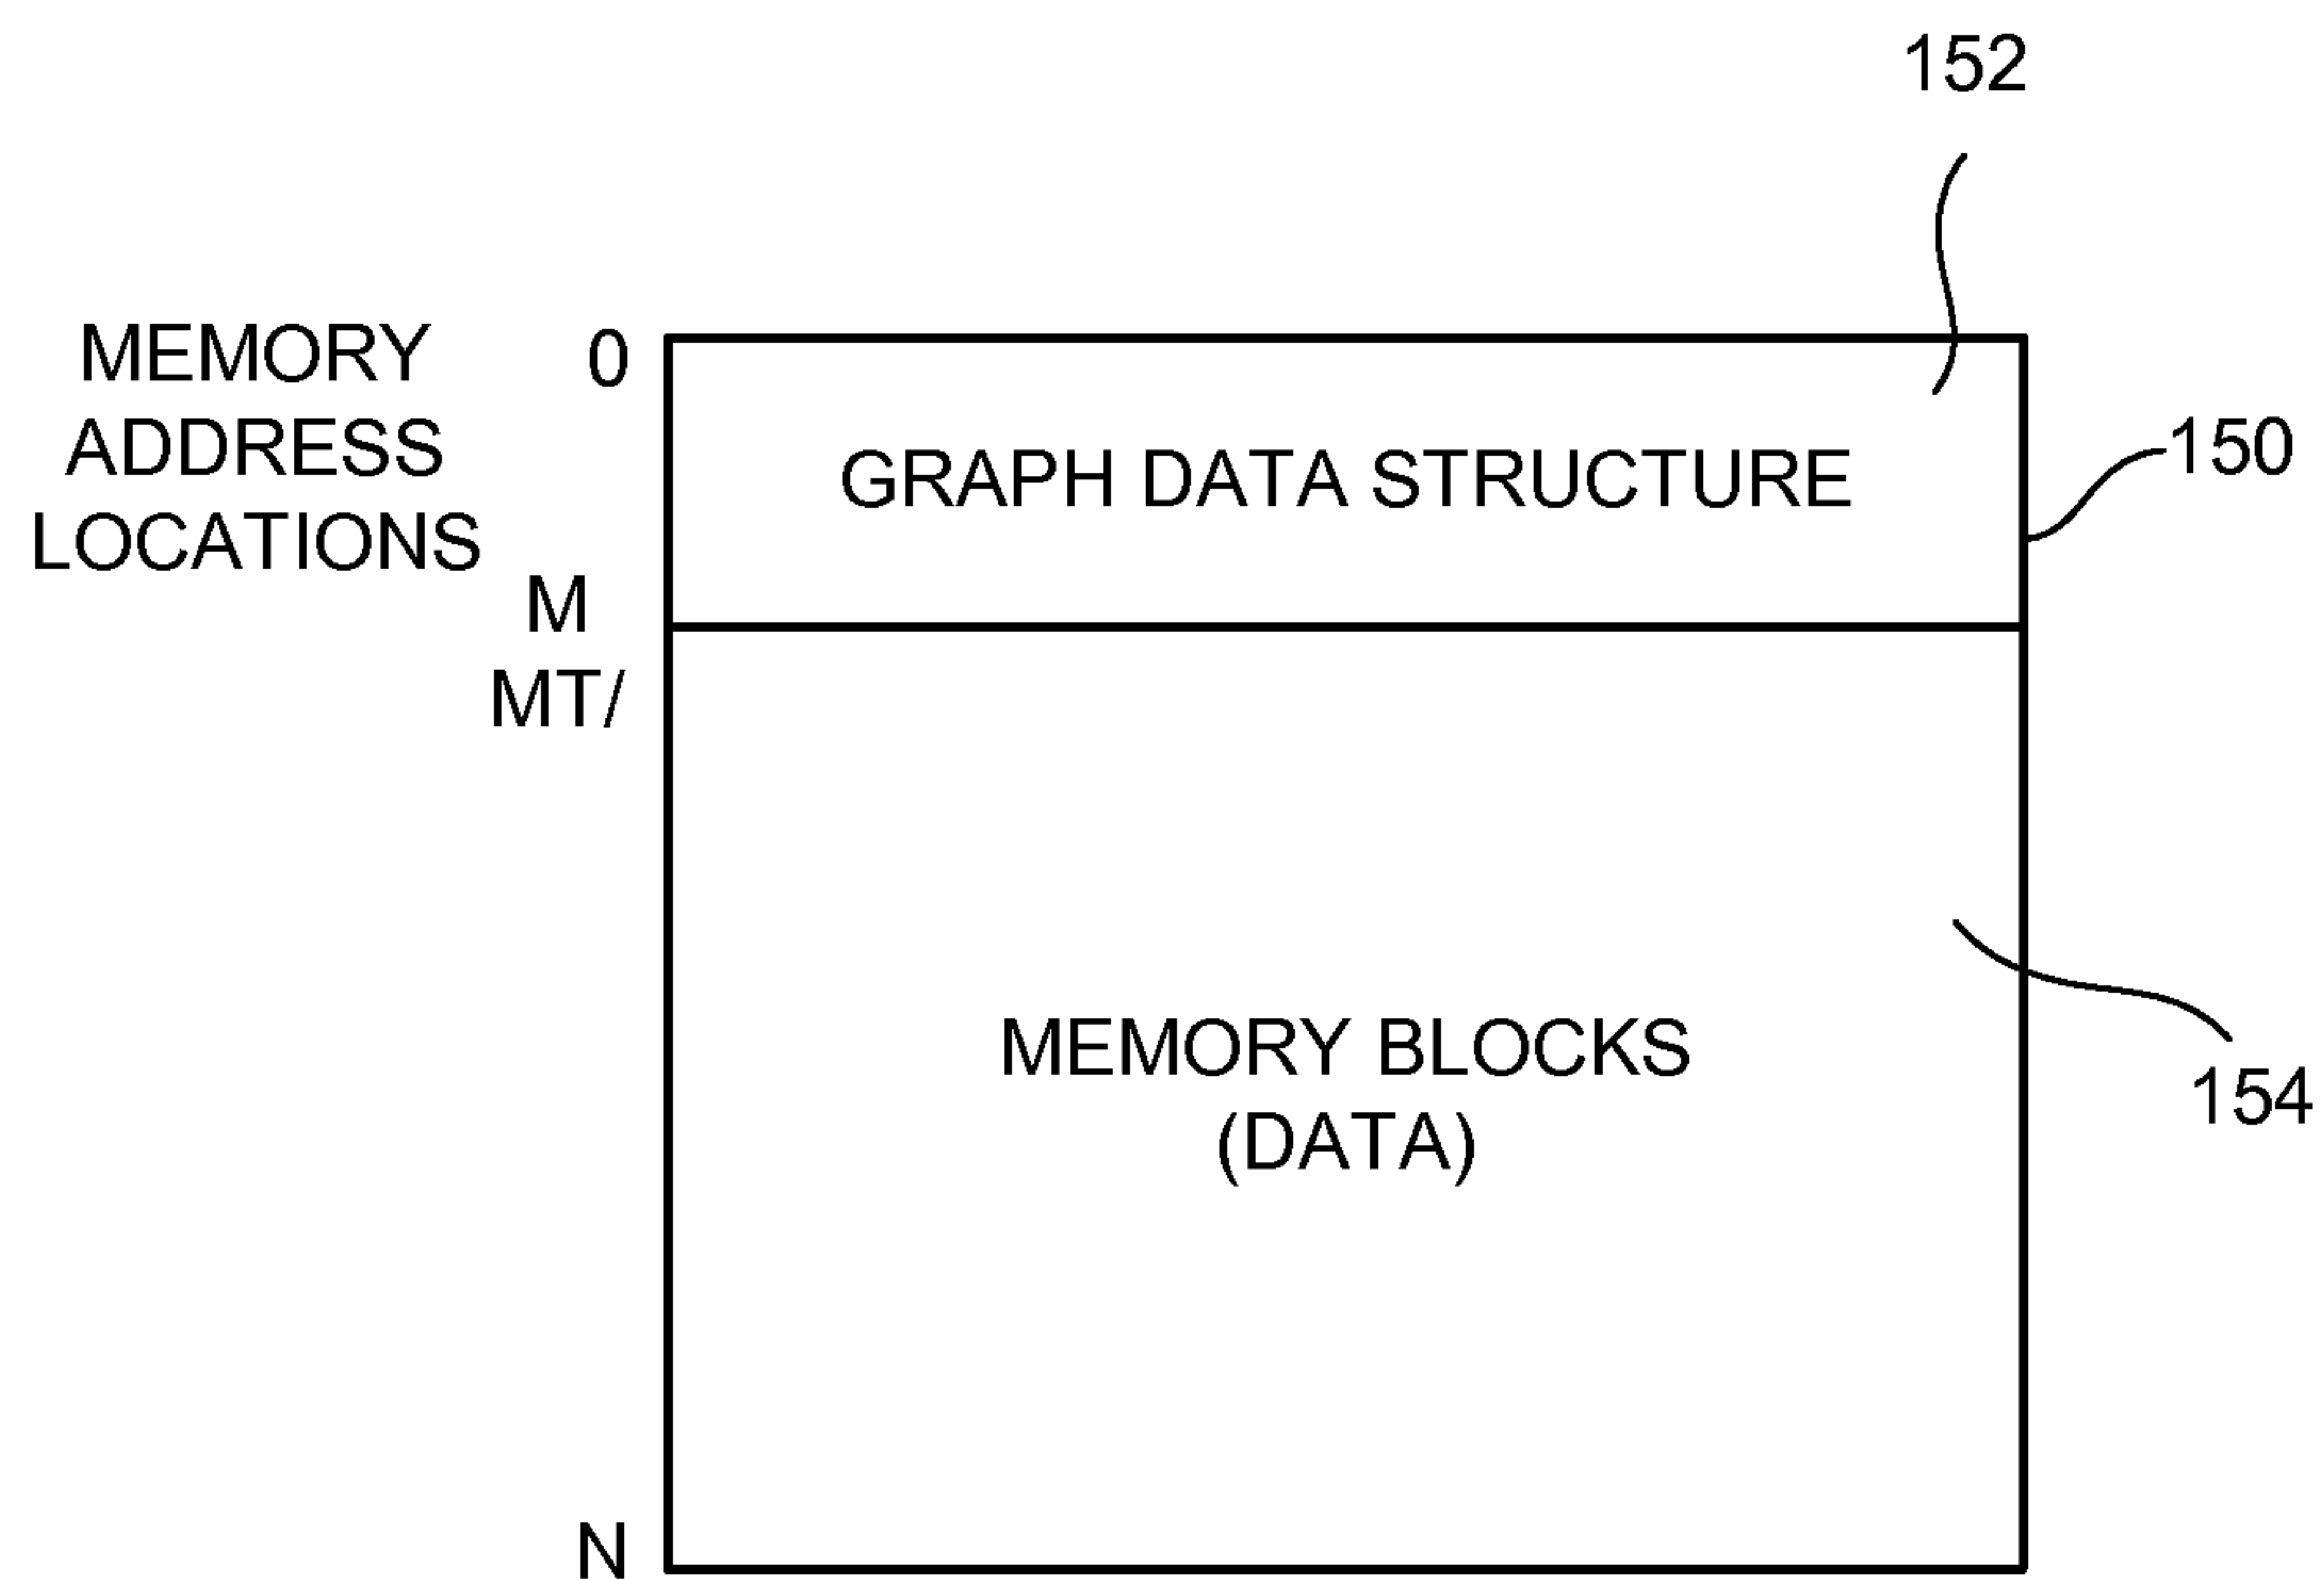 152
MEMORY
ADDRESS
LOCATIONS
0
GRAPH DATA STRUCTURE
150
M
MT/
MEMORY BLOCKS
(DATA)
154
N